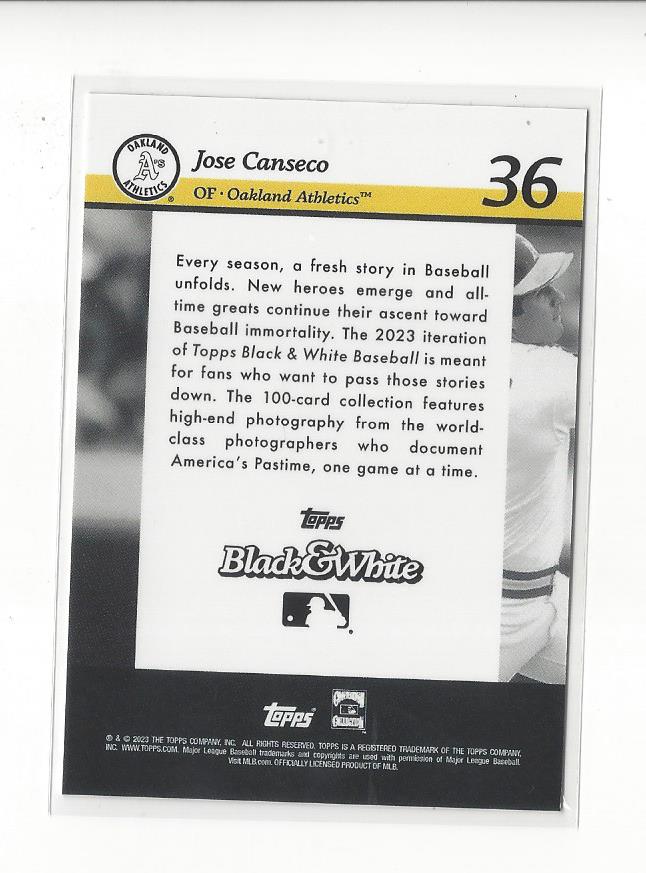 OAKLAND
A's
ATHLETICS
®
Jose Canseco
36
OF · Oakland Athletics™
Every season, a fresh story in Baseball
unfolds. New heroes emerge and all-
time greats continue their ascent toward
Baseball immortality. The 2023 iteration
of Topps Black & White Baseball is meant
for fans who want to pass those stories
down. The 100-card collection features
high-end photography from the world-
class photographers who document
America's Pastime, one game at a time.
topps
Black&White
®
topps®
COLLECTION
™
® & © 2023 THE TOPPS COMPANY, INC. ALL RIGHTS RESERVED. TOPPS IS A REGISTERED TRADEMARK OF THE TOPPS COMPANY,
INC. WWW.TOPPS.COM. Major League Baseball trademarks and copyrights are used with permission of Major League Baseball.
Visit MLB.com. OFFICIALLY LICENSED PRODUCT OF MLB.